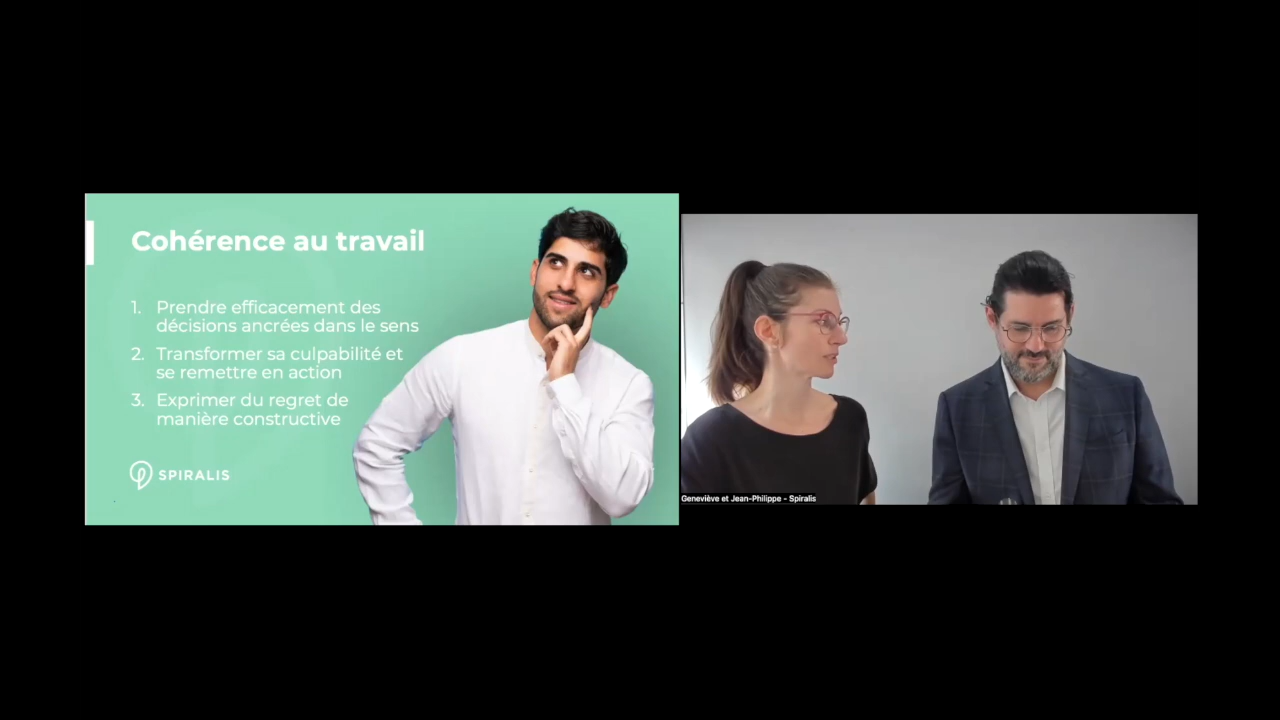 Cohérence au travail
1. Prendre efficacement des
décisions ancrées dans le sens
2. Transformer sa culpabilité et
se remettre en action
3. Exprimer du regret de
manière constructive
SPIRALIS
Geneviève et Jean-Philippe - Spiralis